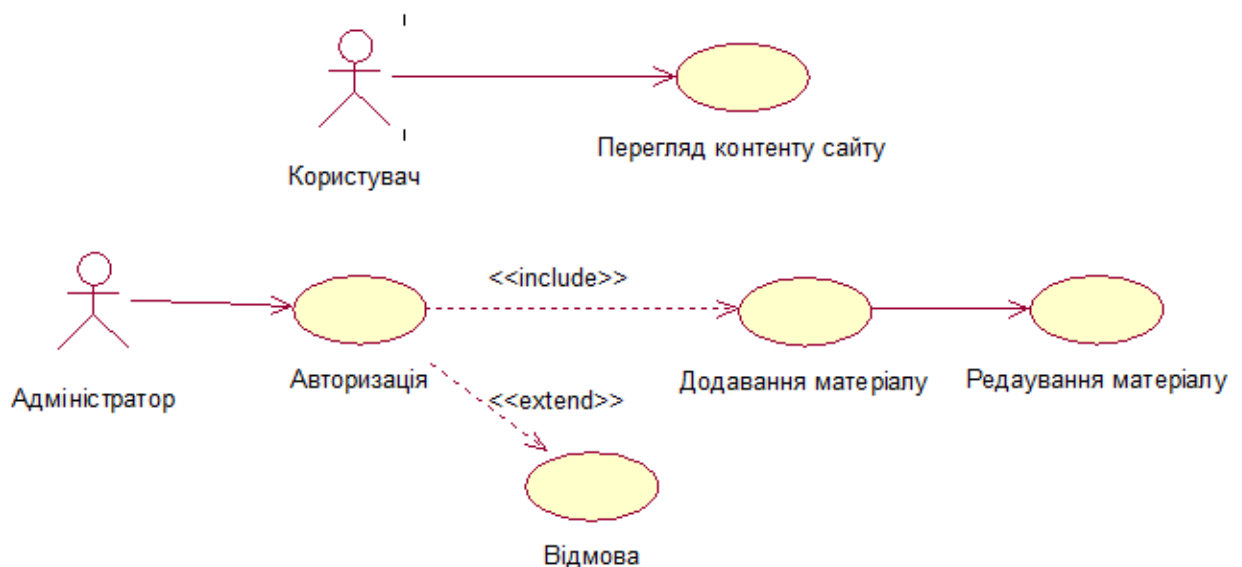 Перегляд контенту сайту
Користувач
<<include>>
Авторизація
Додавання матеріалу
Редаування матеріалу
Адміністратор
<<extend>>
Відмова